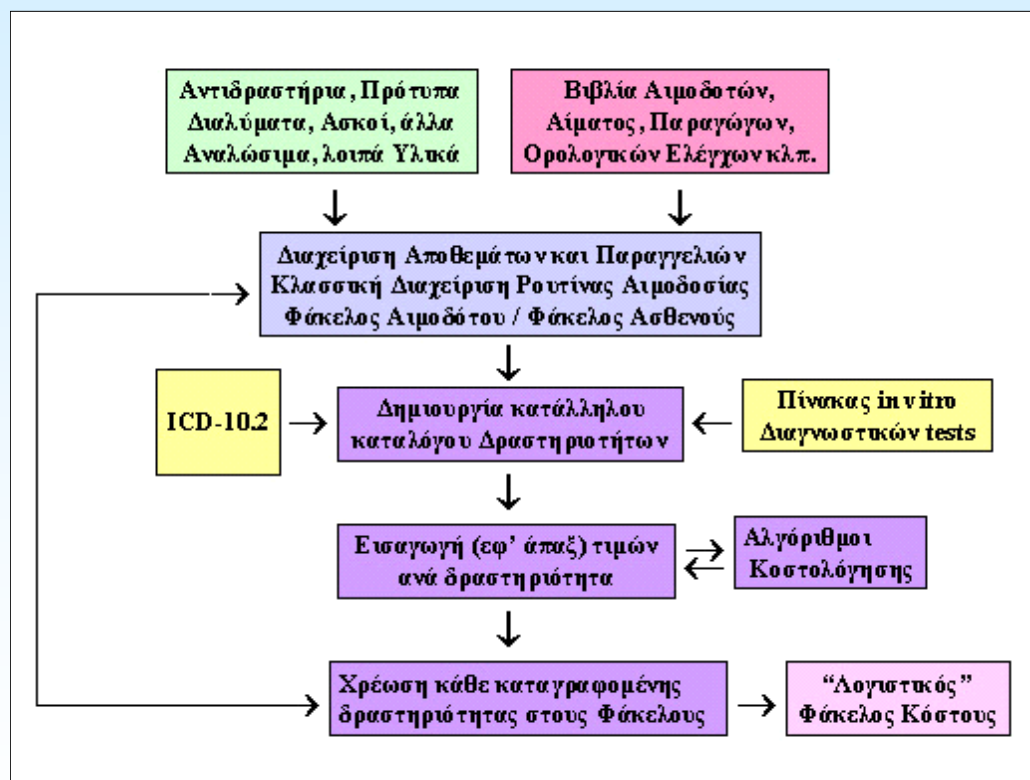 Αντιδραστήρια, Πρότυπα
Διαλύματα, Ασκοί, άλλα
Αναλώσιμα, λοιπά Υλικά
Βιβλία Αιμοδοτών,
Αίματος, Παραγώγων,
Ορολογικών Ελέγχων κλπ.
Διαχείριση Αποθεμάτων και Παραγγελιών
Κλασσική Διαχείριση Ρουτίνας Αιμοδοσίας
Φάκελος Αιμοδότου / Φάκελος Ασθενούς
ICD-10.2
Δημιουργία κατάλληλου
καταλόγου Δραστηριοτήτων
Πίνακας in vitro
Διαγνωστικών tests
Εισαγωγή (εφ’ άπαξ) τιμών
ανά δραστηριότητα
Αλγόριθμοι
Κοστολόγησης
Χρέωση κάθε καταγραφομένης
δραστηριότητας στους Φάκελους
“Λογιστικός”
Φάκελος Κόστους